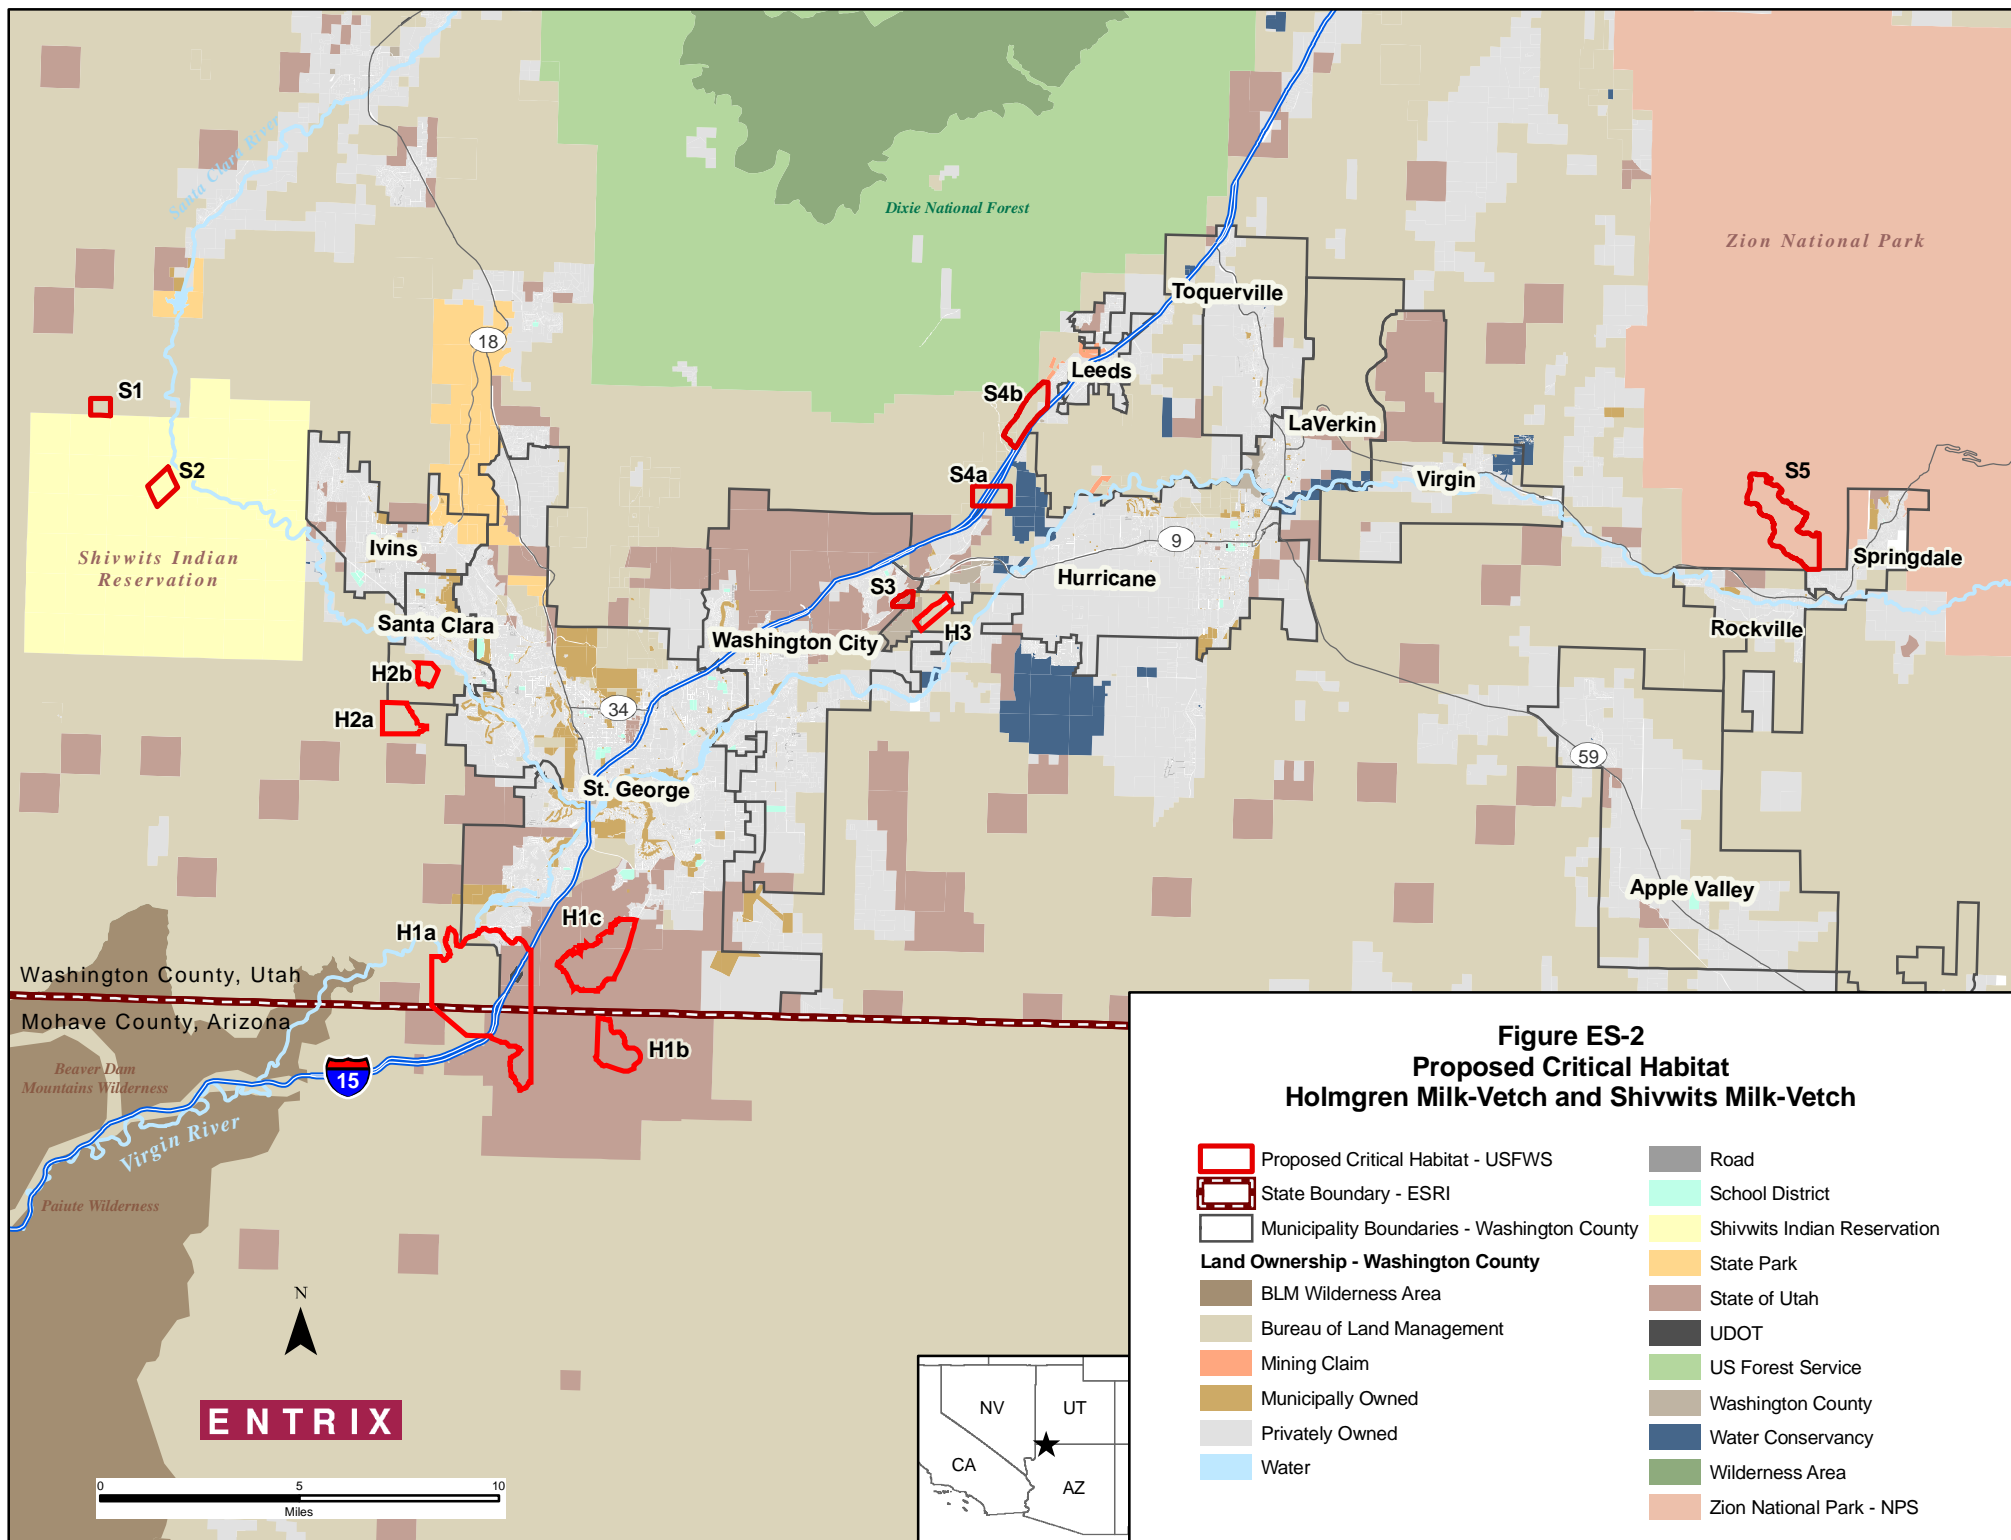 Santa Clara River
Dixie National Forest
Zion National Park
Toquerville
18
Leeds
S1
S4b
LaVerkin
S2
S4a
Virgin
S5
Ivins
9
Shivwits Indian
Reservation
Hurricane
Springdale
S3
Santa Clara
Washington City
H3
Rockville
H2b
H2a
34
59
St. George
Apple Valley
H1c
H1a
Washington County, Utah
Mohave County, Arizona
H1b
Beaver Dam
Mountains Wilderness
15
Virgin River
Paiute Wilderness
N
ENTRIX
0 5 10
Miles
NV
UT
CA
AZ
Figure ES-2
Proposed Critical Habitat
Holmgren Milk-Vetch and Shivwits Milk-Vetch
Proposed Critical Habitat - USFWS
State Boundary - ESRI
Municipality Boundaries - Washington County
Land Ownership - Washington County
BLM Wilderness Area
Bureau of Land Management
Mining Claim
Municipally Owned
Privately Owned
Water
Road
School District
Shivwits Indian Reservation
State Park
State of Utah
UDOT
US Forest Service
Washington County
Water Conservancy
Wilderness Area
Zion National Park - NPS